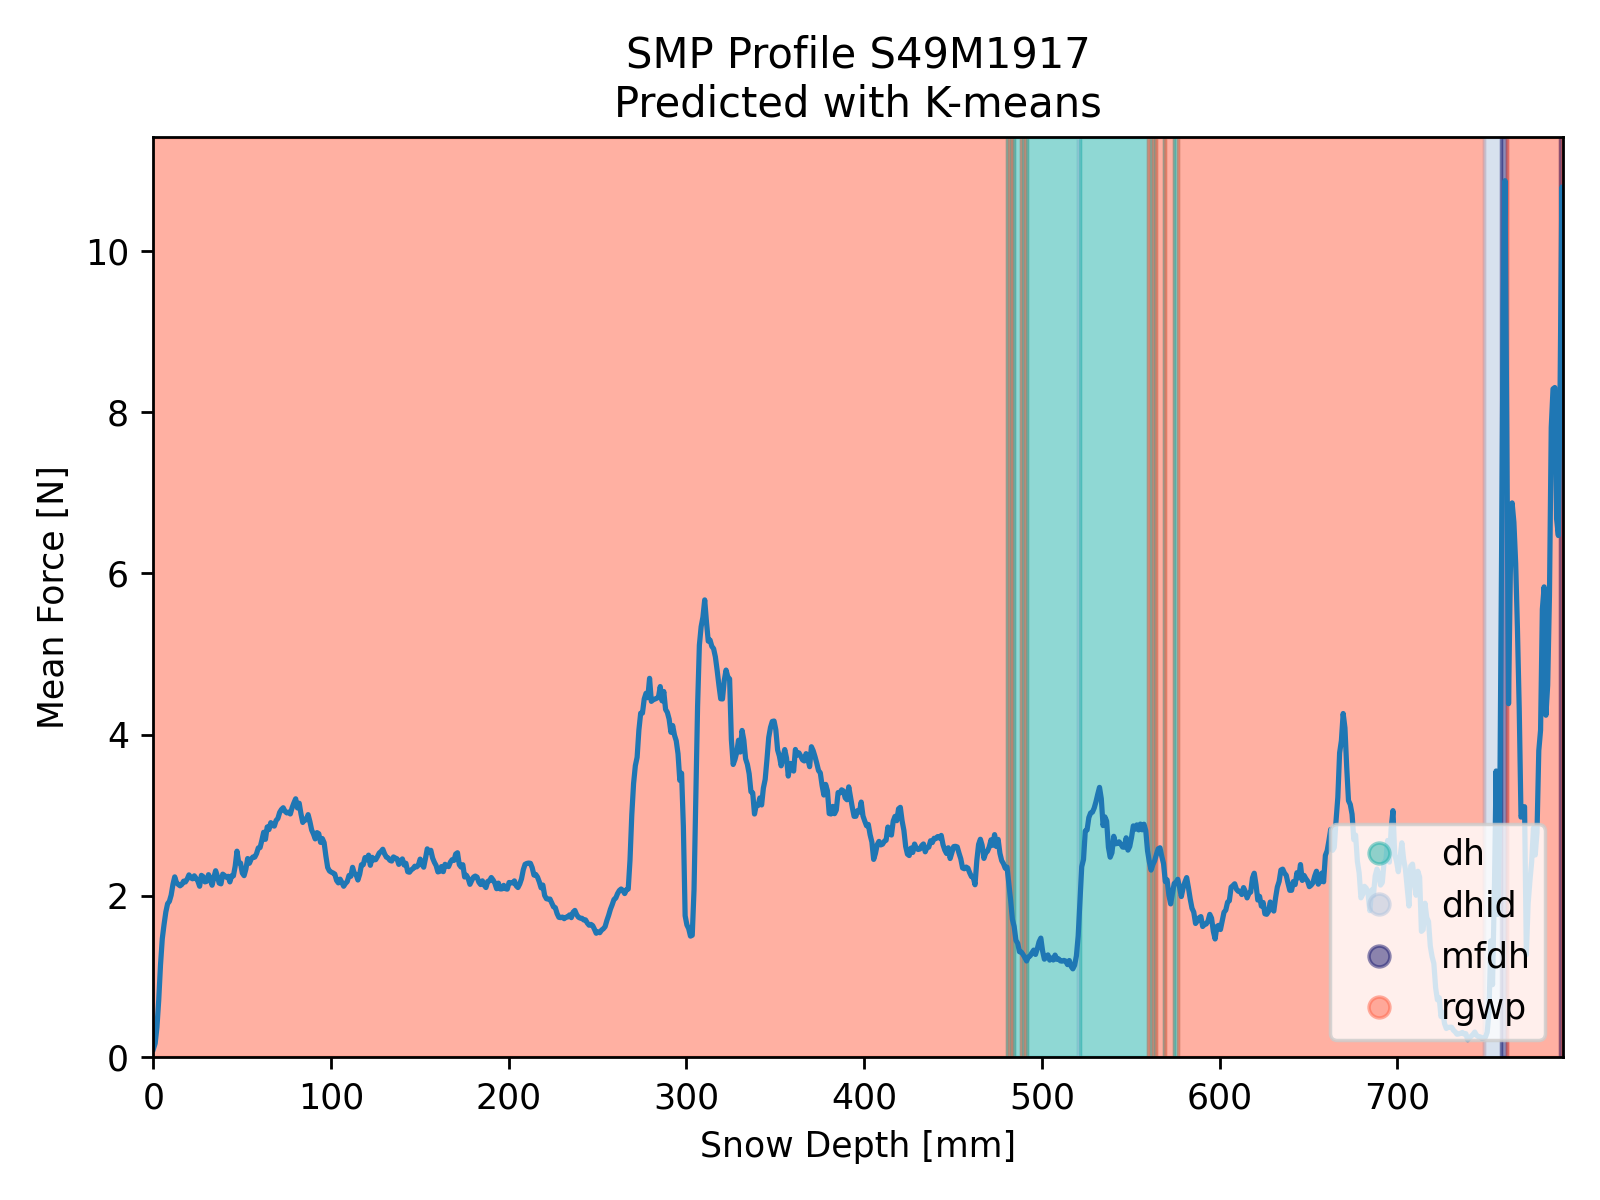 SMP Profile S49M1917
Predicted with K-means
Mean Force [N]
10
8
6
4
2
0
0 100 200 300 400 500 600 700
Snow Depth [mm]
dh
dhid
mfdh
rgwp